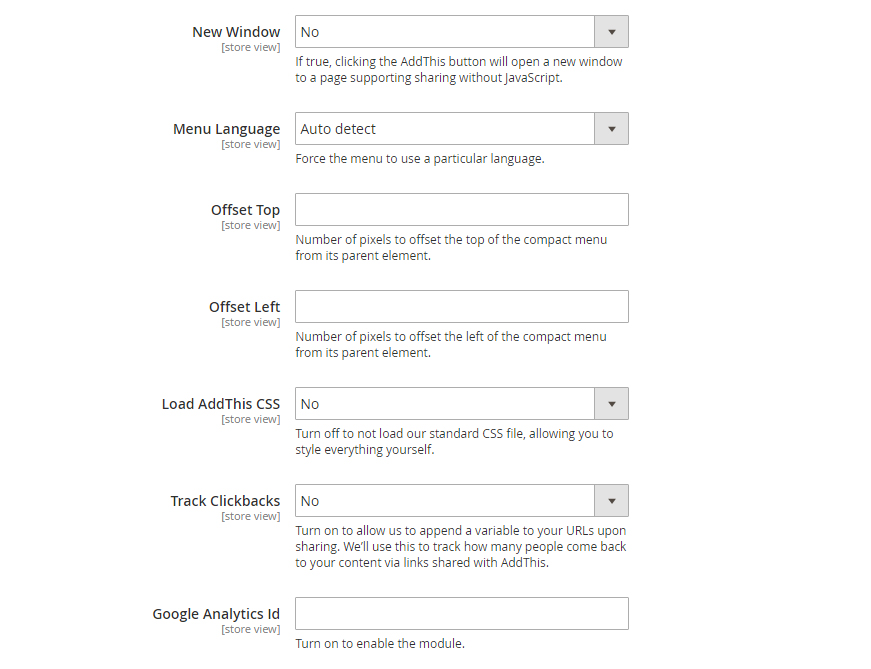 New Window
No
[store view]
If true, clicking the AddThis button will open a new window
to a page supporting sharing without JavaScript.
Menu Language
Auto detect
[store view]
Force the menu to use a particular language.
Offset Top
[store view]
Number of pixels to offset the top of the compact menu
from its parent element.
Offset Left
[store view]
Number of pixels to offset the left of the compact menu
from its parent element.
Load AddThis CSS
No
[store view]
Turn off to not load our standard CSS file, allowing you to
style everything yourself.
Track Clickbacks
No
[store view]
Turn on to allow us to append a variable to your URLs upon
sharing. We'll use this to track how many people come back
to your content via links shared with AddThis.
Google Analytics Id
[store view]
Turn on to enable the module.